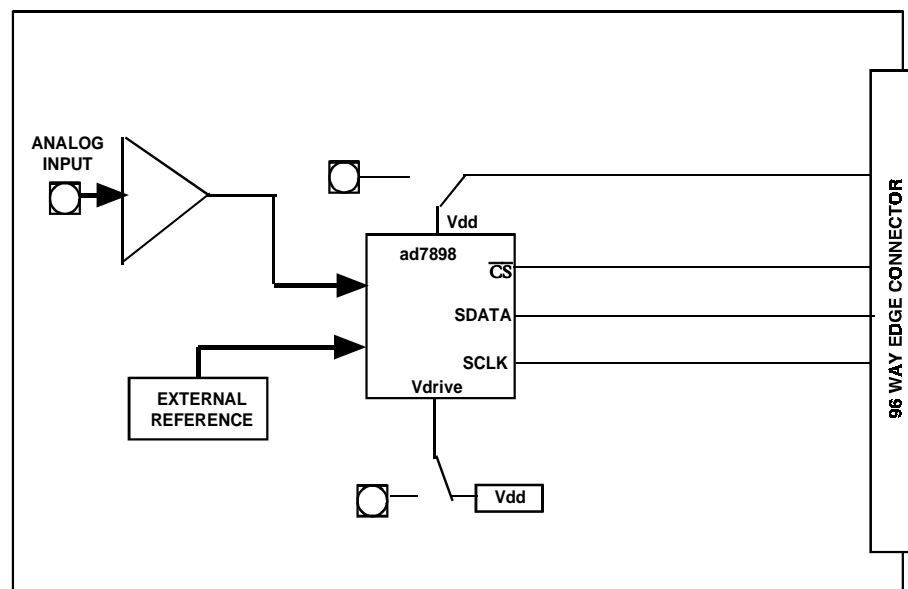 ANALOG
INPUT
Vdd
ad7898
CS
SDATA
SCLK
Vdrive
EXTERNAL
REFERENCE
Vdd
96 WAY EDGE CONNECTOR